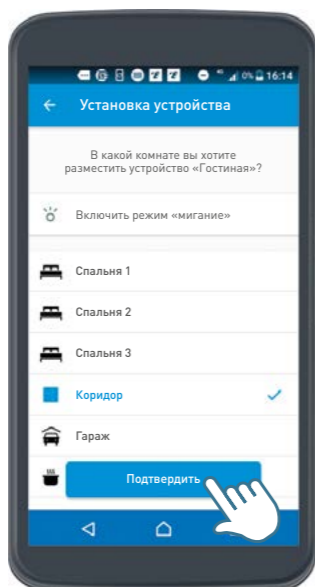 0% 16:14
Установка устройства
В какой комнате вы хотите
разместить устройство «Гостиная»?
Включить режим «мигание»
Спальня 1
Спальня 2
Спальня 3
Коридор
Гараж
Подтвердить